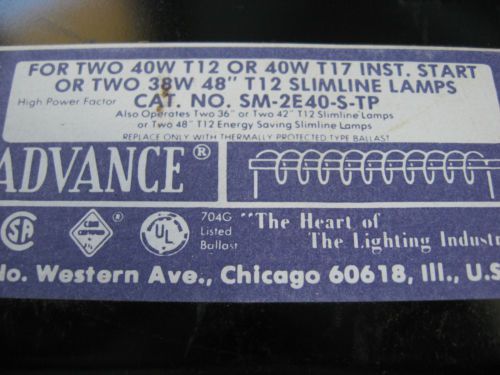 FOR TWO 40W T12 OR 40W T17 INST. START
OR TWO 38W 48" T12 SLIMLINE LAMPS
High Power Factor CAT. NO. SM-2E40-S-TP
Also Operates Two 36" or Two 42" T12 Slimline Lamps
or Two 48" T12 Energy Saving Slimline Lamps
REPLACE ONLY WITH THERMALLY PROTECTED TYPE BALLAST
ADVANCE®
SA
UL
704G
Listed
Ballast
"The Heart of
The Lighting Indust
No. Western Ave., Chicago 60618, Ill., U.S